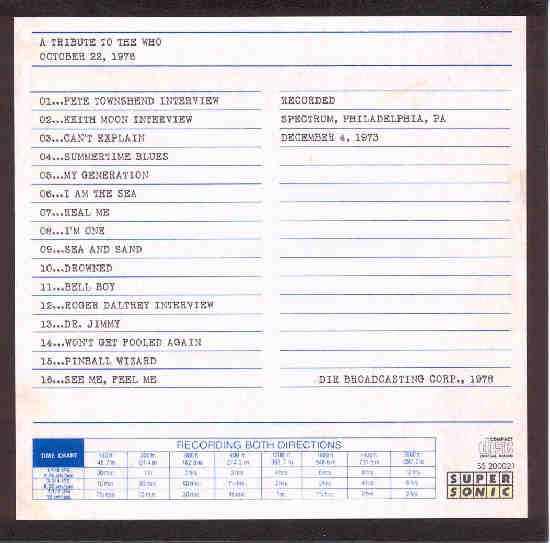 A TRIBUTE TO THE WHO
OCTOBER 22, 1978
01...PETE TOWNSHEND INTERVIEW
02...KEITH MOON INTERVIEW
03...CAN'T EXPLAIN
04...SUMMERTIME BLUES
05...MY GENERATION
06...I AM THE SEA
07...REAL ME
08...I'M ONE
09...SEA AND SAND
10...DROWNED
11...BELL BOY
12...ROGER DALTREY INTERVIEW
13...DR. JIMMY
14...WON'T GET FOOLED AGAIN
15...PINBALL WIZARD
16...SEE ME, FEEL ME
RECORDED
SPECTRUM, PHILADELPHIA, PA
DECEMBER 4, 1973
DIR BROADCASTING CORP., 1978
RECORDING BOTH DIRECTIONS
TIME CHART
COMPACT
SS 200021
SUPER
SONIC